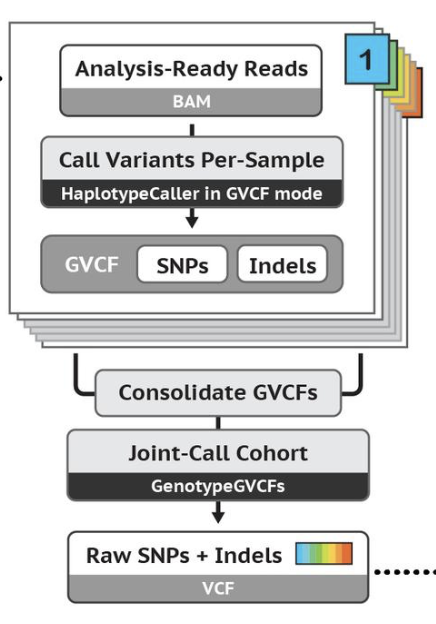 1
Analysis-Ready Reads
BAM
Call Variants Per-Sample
HaplotypeCaller in GVCF mode
GVCF SNPs Indels
Consolidate GVCFs
Joint-Call Cohort
GenotypeGVCFs
Raw SNPs + Indels
VCF